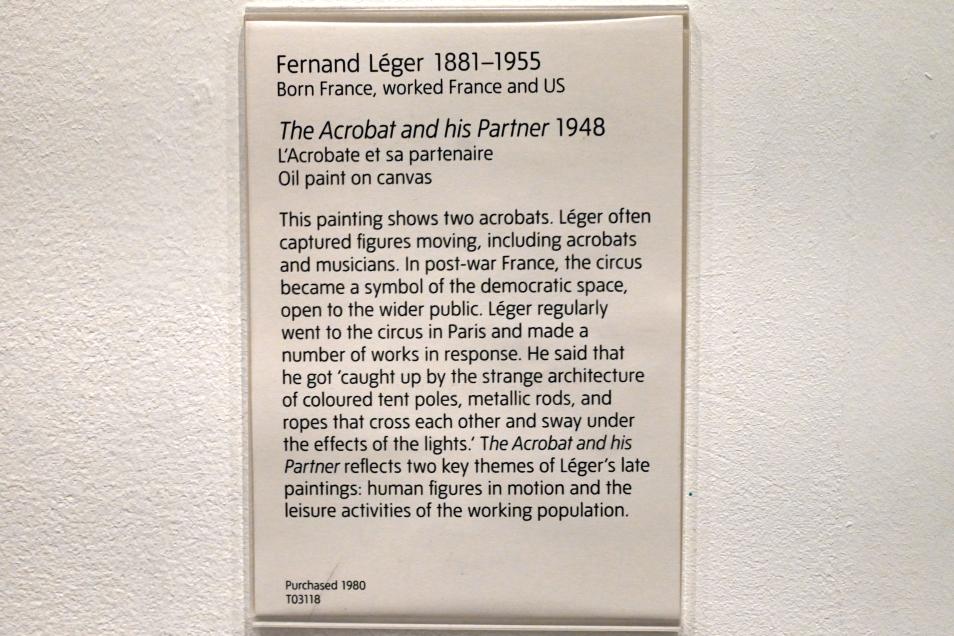 Fernand Léger 1881–1955
Born France, worked France and US
The Acrobat and his Partner 1948
L'Acrobate et sa partenaire
Oil paint on canvas
This painting shows two acrobats. Léger often
captured figures moving, including acrobats
and musicians. In post-war France, the circus
became a symbol of the democratic space,
open to the wider public. Léger regularly
went to the circus in Paris and made a
number of works in response. He said that
he got 'caught up by the strange architecture
of coloured tent poles, metallic rods, and
ropes that cross each other and sway under
the effects of the lights.' The Acrobat and his
Partner reflects two key themes of Léger's late
paintings: human figures in motion and the
leisure activities of the working population.
Purchased 1980
T03118